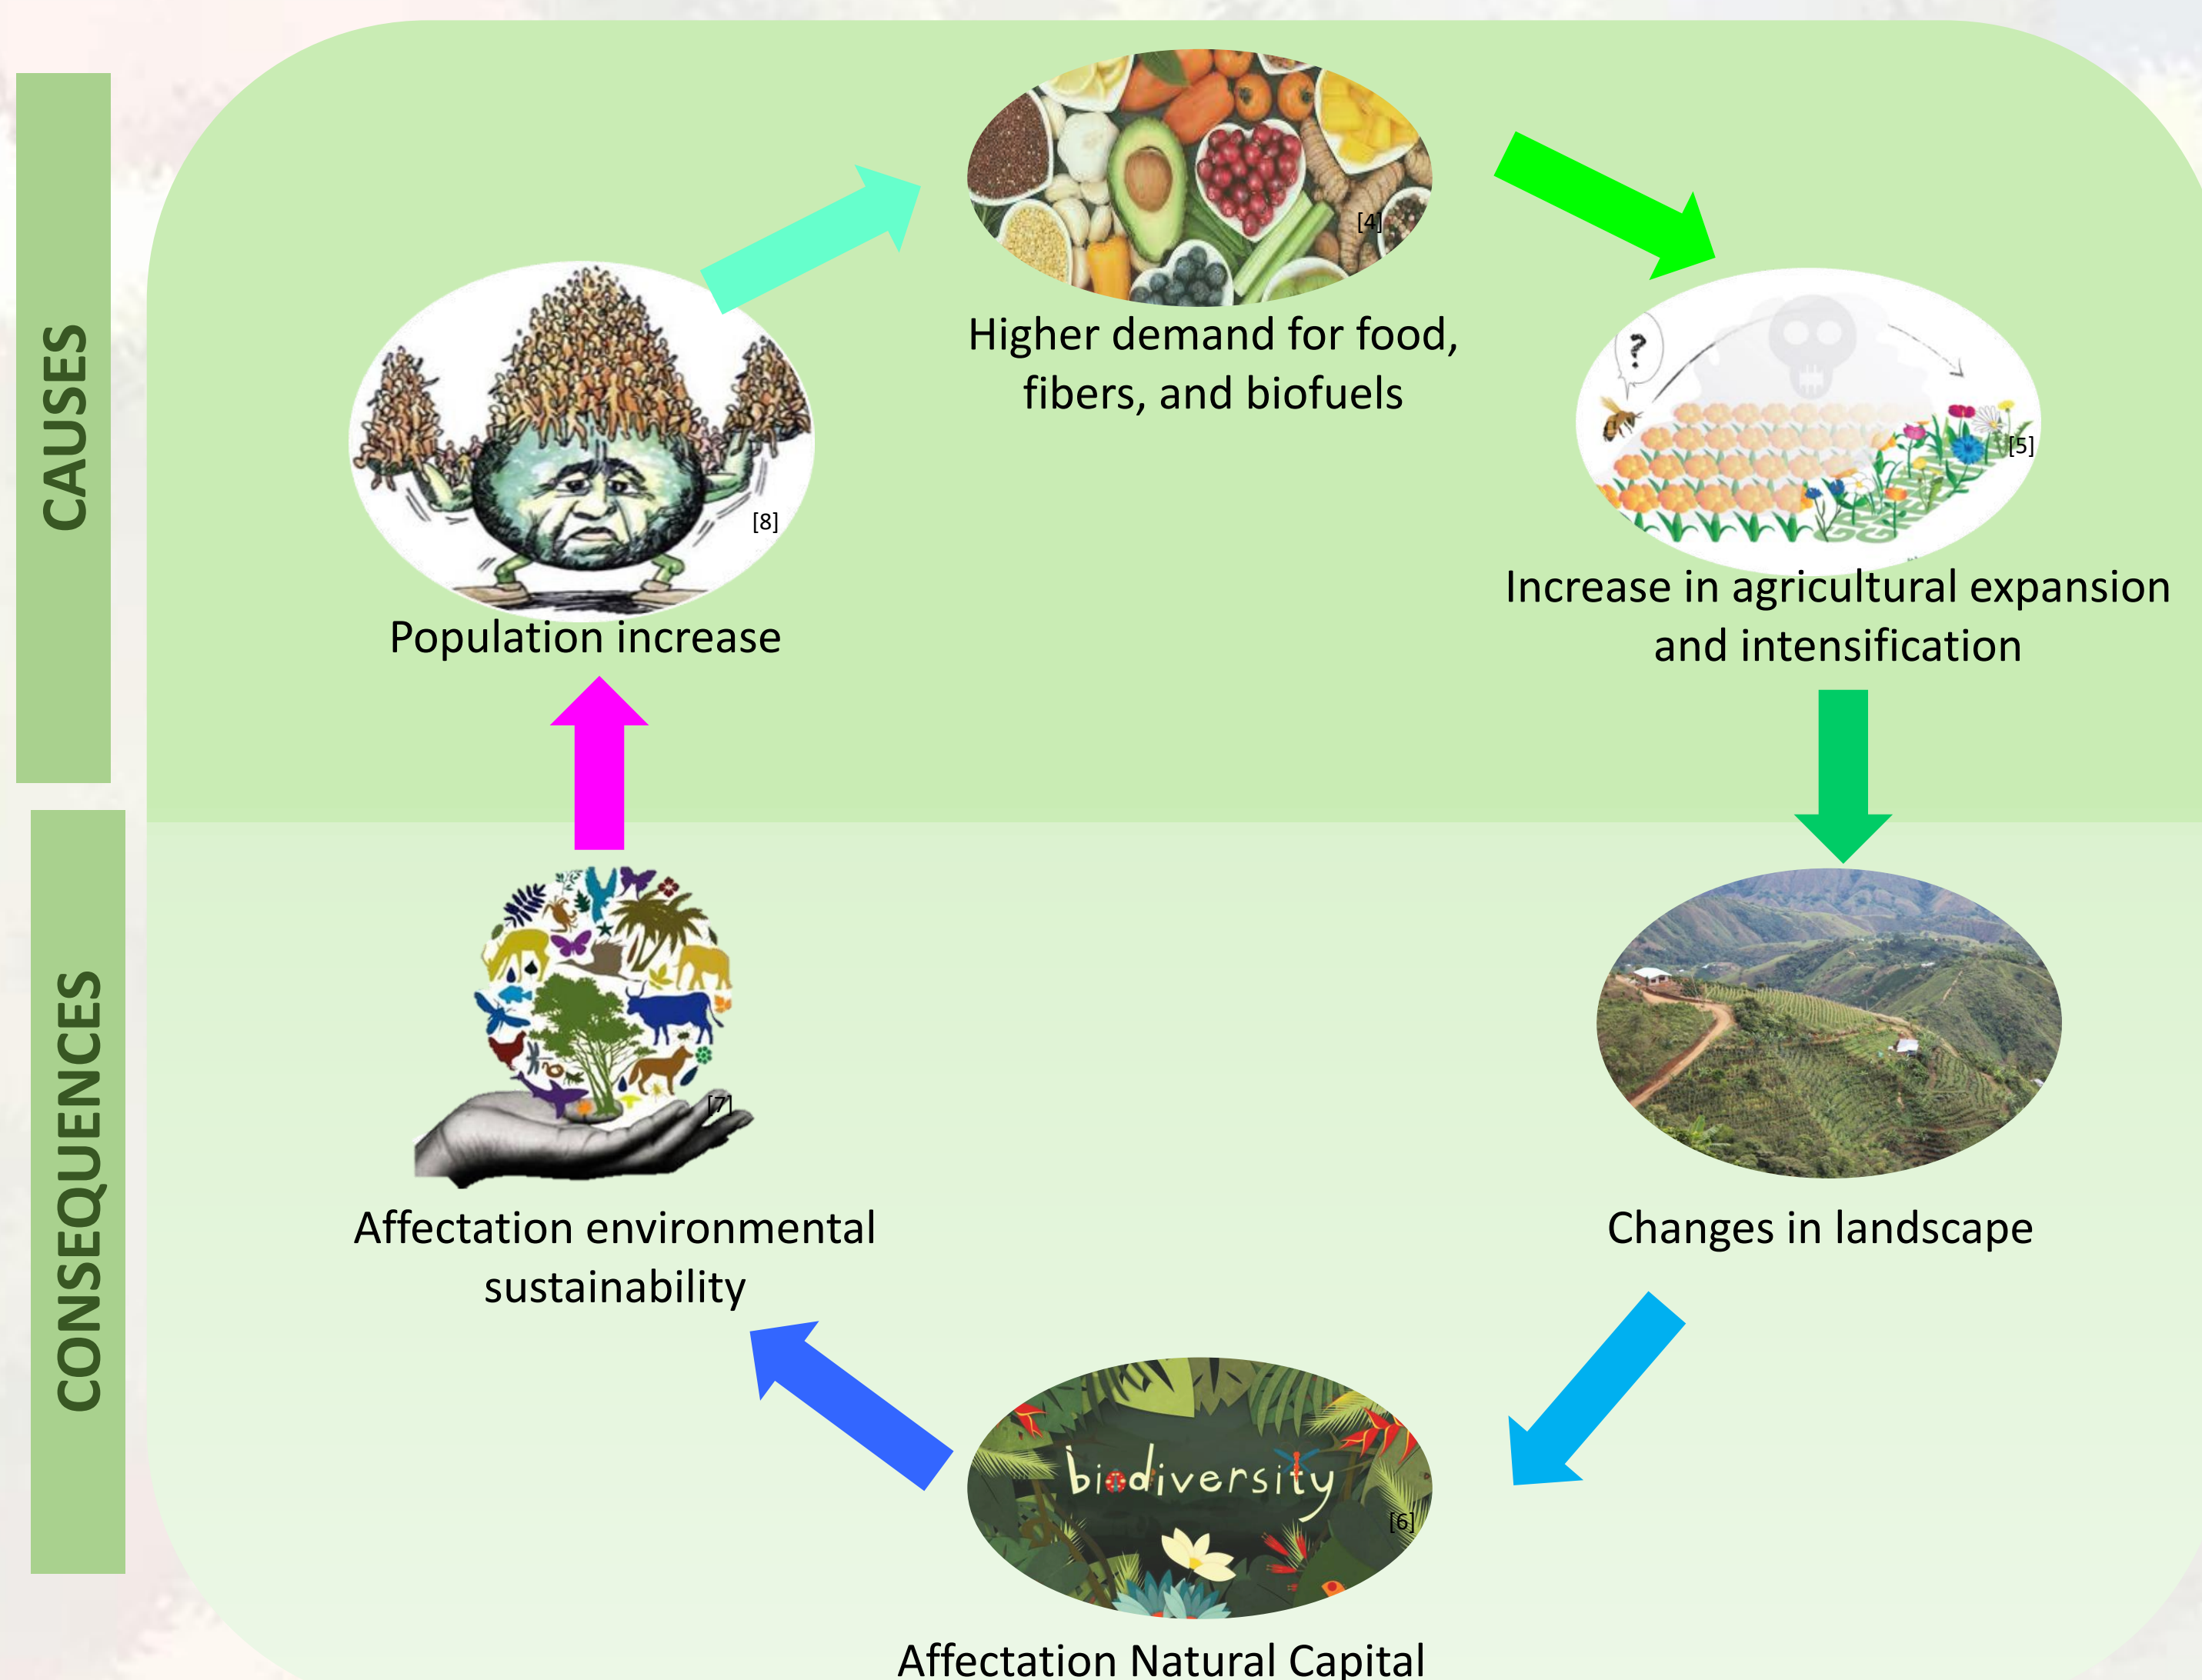 CAUSES
[4]
Higher demand for food,
fibers, and biofuels
?
[5]
Increase in agricultural expansion
and intensification
[8]
Population increase
CONSEQUENCES
[7]
Affectation environmental
sustainability
Changes in landscape
biodiversity
[6]
Affectation Natural Capital